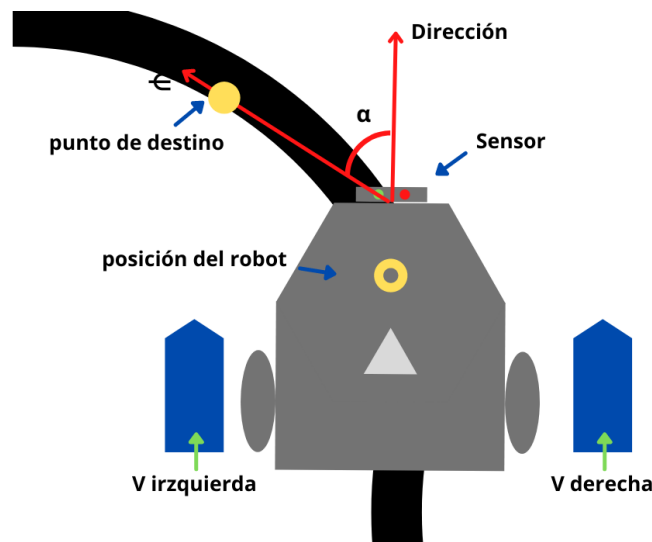 Dirección
α
Sensor
∈
punto de destino
posición del robot
V irzquierda
V derecha